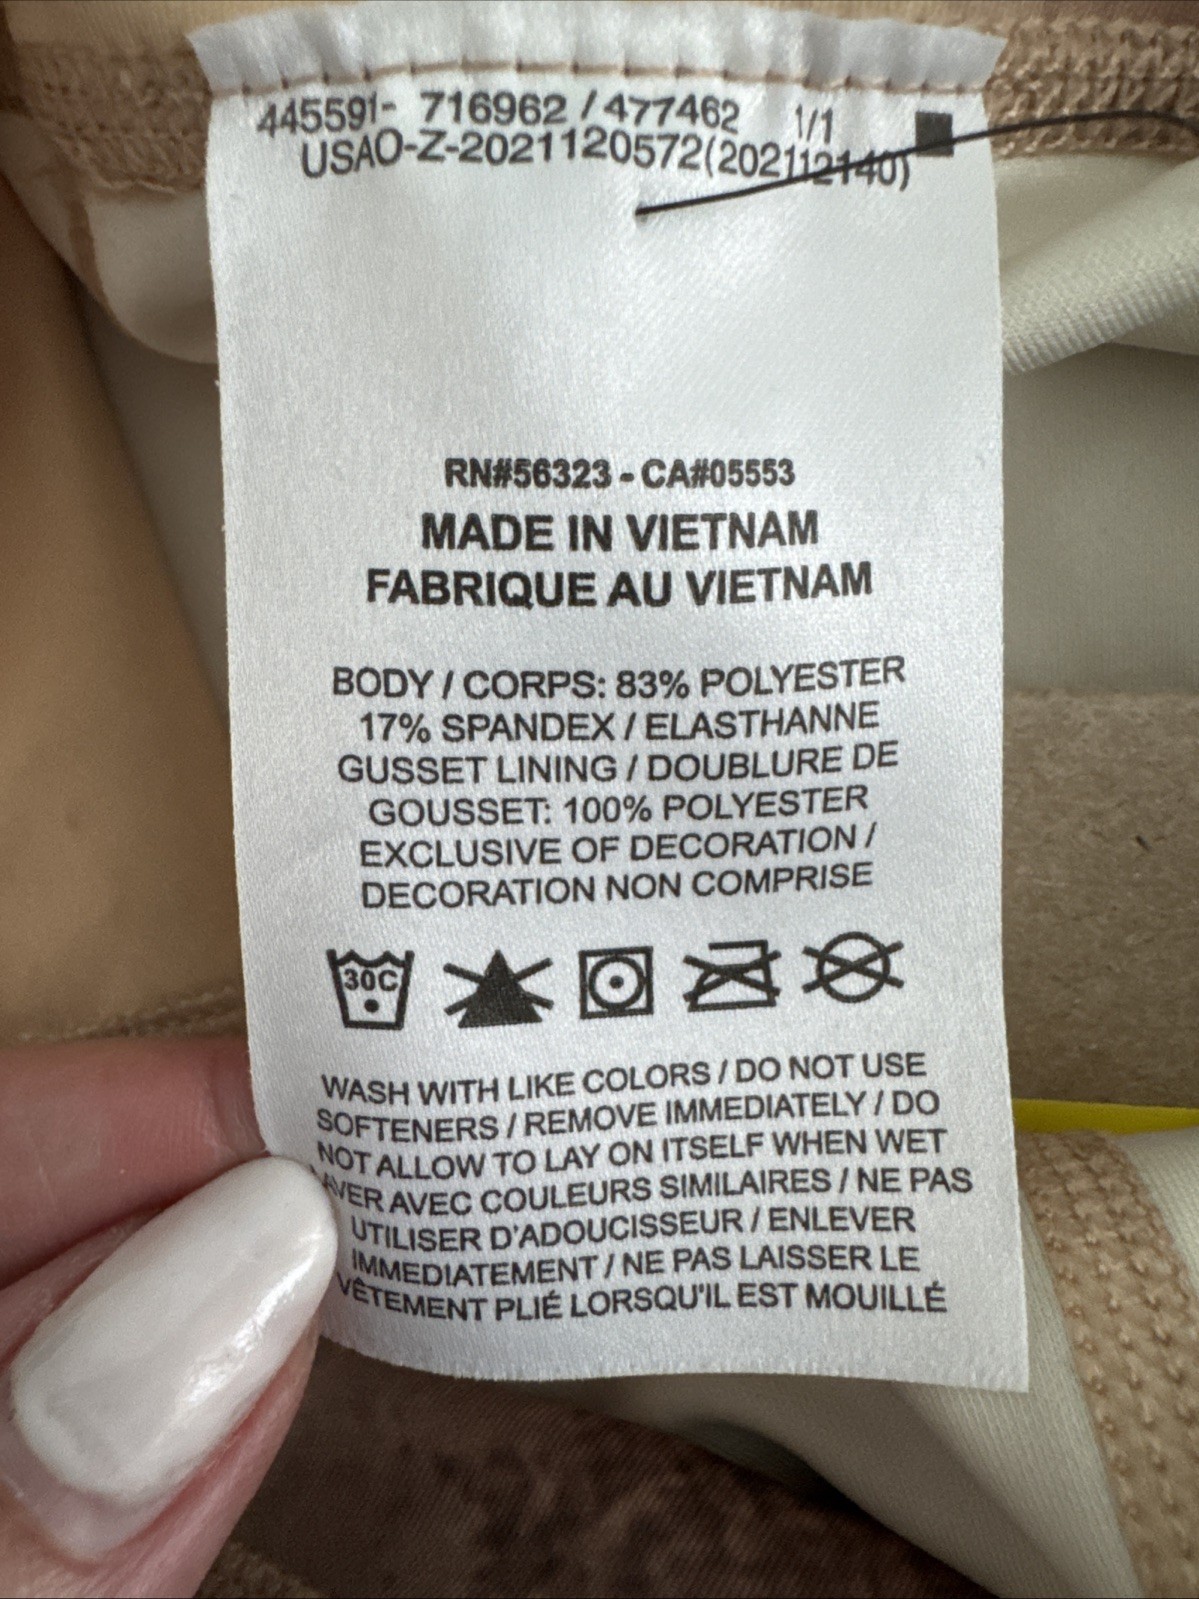 445591- 716962 / 477462 1/1
USAO-Z-2021120572(202112140)
RN#56323 - CA#05553
MADE IN VIETNAM
FABRIQUE AU VIETNAM
BODY / CORPS: 83% POLYESTER
17% SPANDEX / ELASTHANNE
GUSSET LINING / DOUBLURE DE
GOUSSET: 100% POLYESTER
EXCLUSIVE OF DECORATION /
DECORATION NON COMPRISE
30C
WASH WITH LIKE COLORS / DO NOT USE
SOFTENERS / REMOVE IMMEDIATELY / DO
NOT ALLOW TO LAY ON ITSELF WHEN WET
AVER AVEC COULEURS SIMILAIRES / NE PAS
UTILISER D'ADOUCISSEUR / ENLEVER
IMMEDIATEMENT / NE PAS LAISSER LE
VÊTEMENT PLIÉ LORSQU'IL EST MOUILLÉ